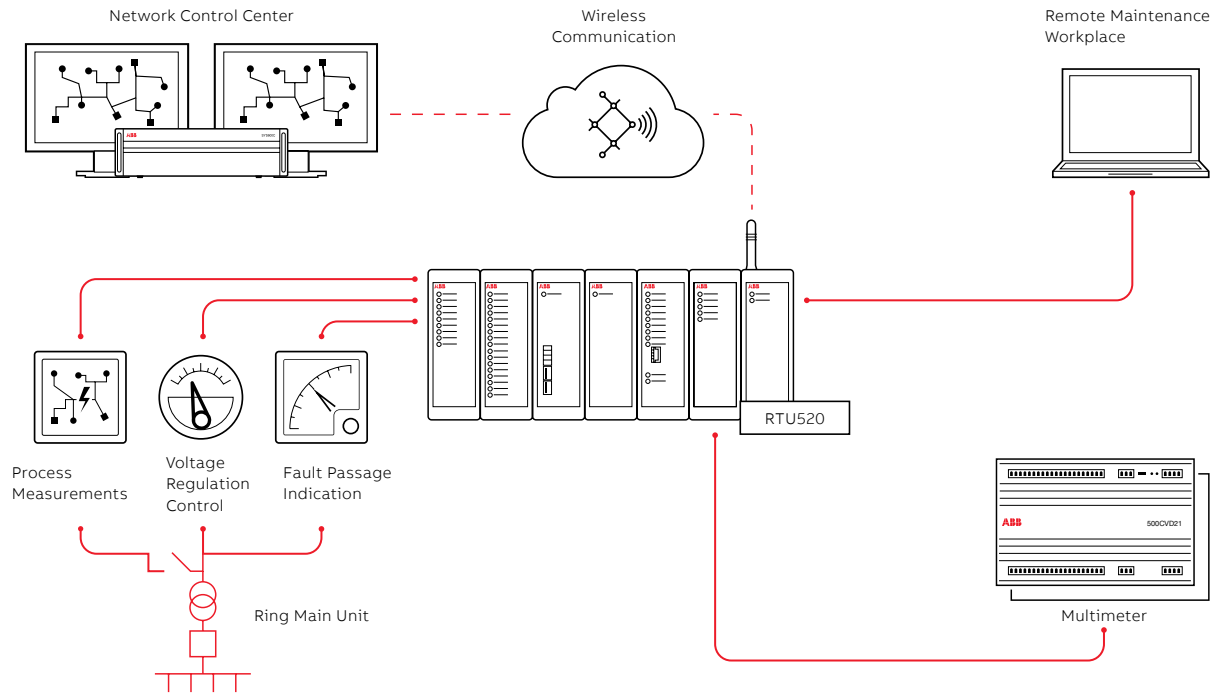 Network Control Center
Wireless
Communication
Remote Maintenance
Workplace
ABB
ABB
ABB
ABB
ABB
ABB
ABB
ABB
RTU520
Process
Measurements
Voltage
Regulation
Control
Fault Passage
Indication
ABB
500CVD21
Ring Main Unit
Multimeter